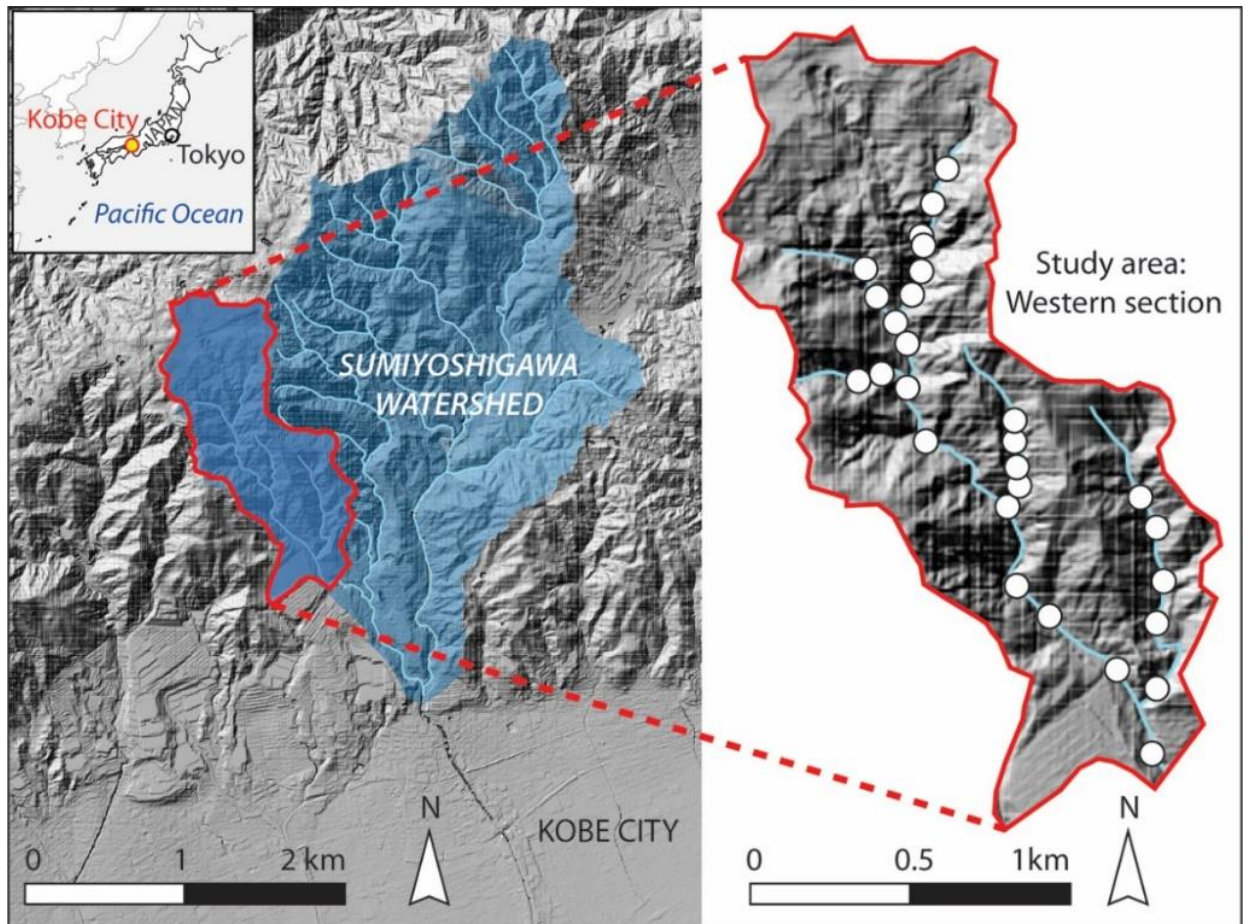 Kobe City
JAPAN
Tokyo
Pacific Ocean
SUMIYOSHIGAWA
WATERSHED
KOBE CITY
N
0 1 2 km
Study area:
Western section
N
0 0.5 1km